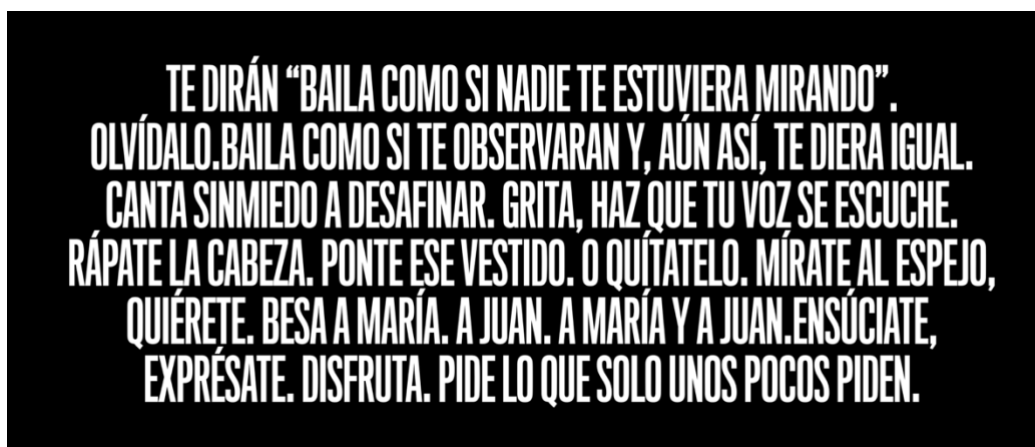 TE DIRÁN “BAILA COMO SI NADIE TE ESTUVIERA MIRANDO”.
OLVÍDALO.BAILA COMO SI TE OBSERVARAN Y, AÚN ASÍ, TE DIERA IGUAL.
CANTA SINMIEDO A DESAFINAR. GRITA, HAZ QUE TU VOZ SE ESCUCHE.
RÁPATE LA CABEZA. PONTE ESE VESTIDO. O QUÍTATELO. MÍRATE AL ESPEJO,
QUIÉRETE. BESA A MARÍA. A JUAN. A MARÍA Y A JUAN.ENSÚCIATE,
EXPRÉSATE. DISFRUTA. PIDE LO QUE SOLO UNOS POCOS PIDEN.